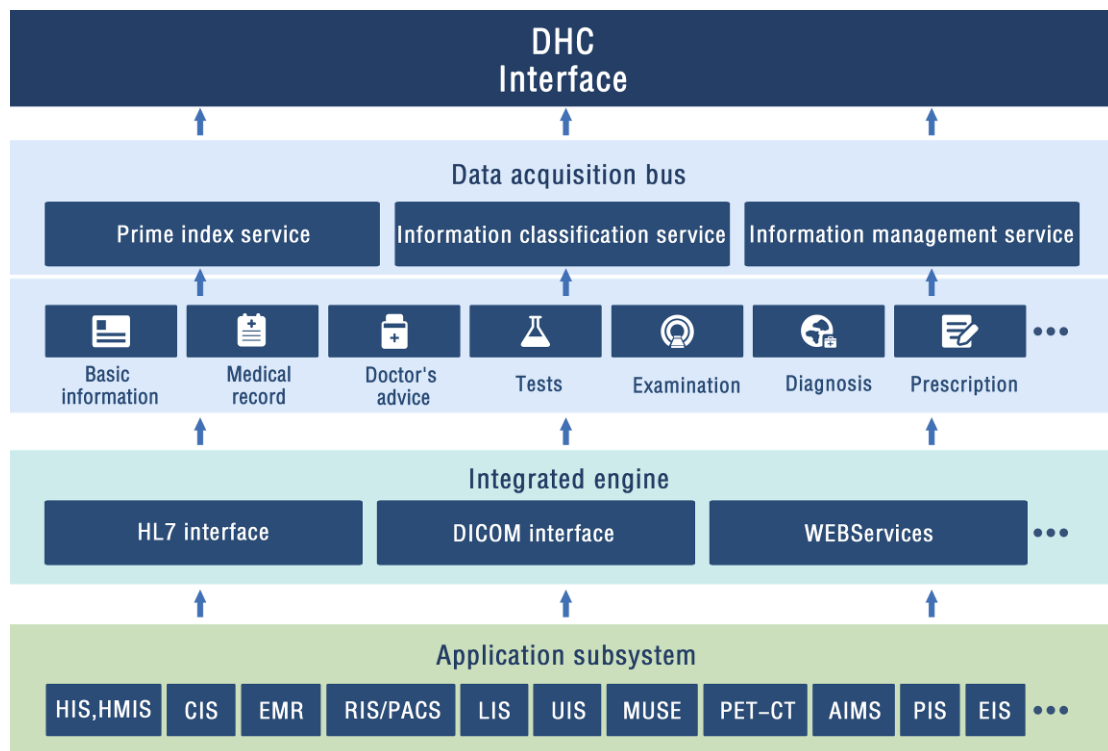 DHC
Interface
Data acquisition bus
Prime index service
Information classification service
Information management service
Basic
information
Medical
record
Doctor's
advice
Tests
Examination
Diagnosis
Prescription
Integrated engine
HL7 interface
DICOM interface
WEBServices
Application subsystem
HIS,HMIS
CIS
EMR
RIS/PACS
LIS
UIS
MUSE
PET-CT
AIMS
PIS
EIS